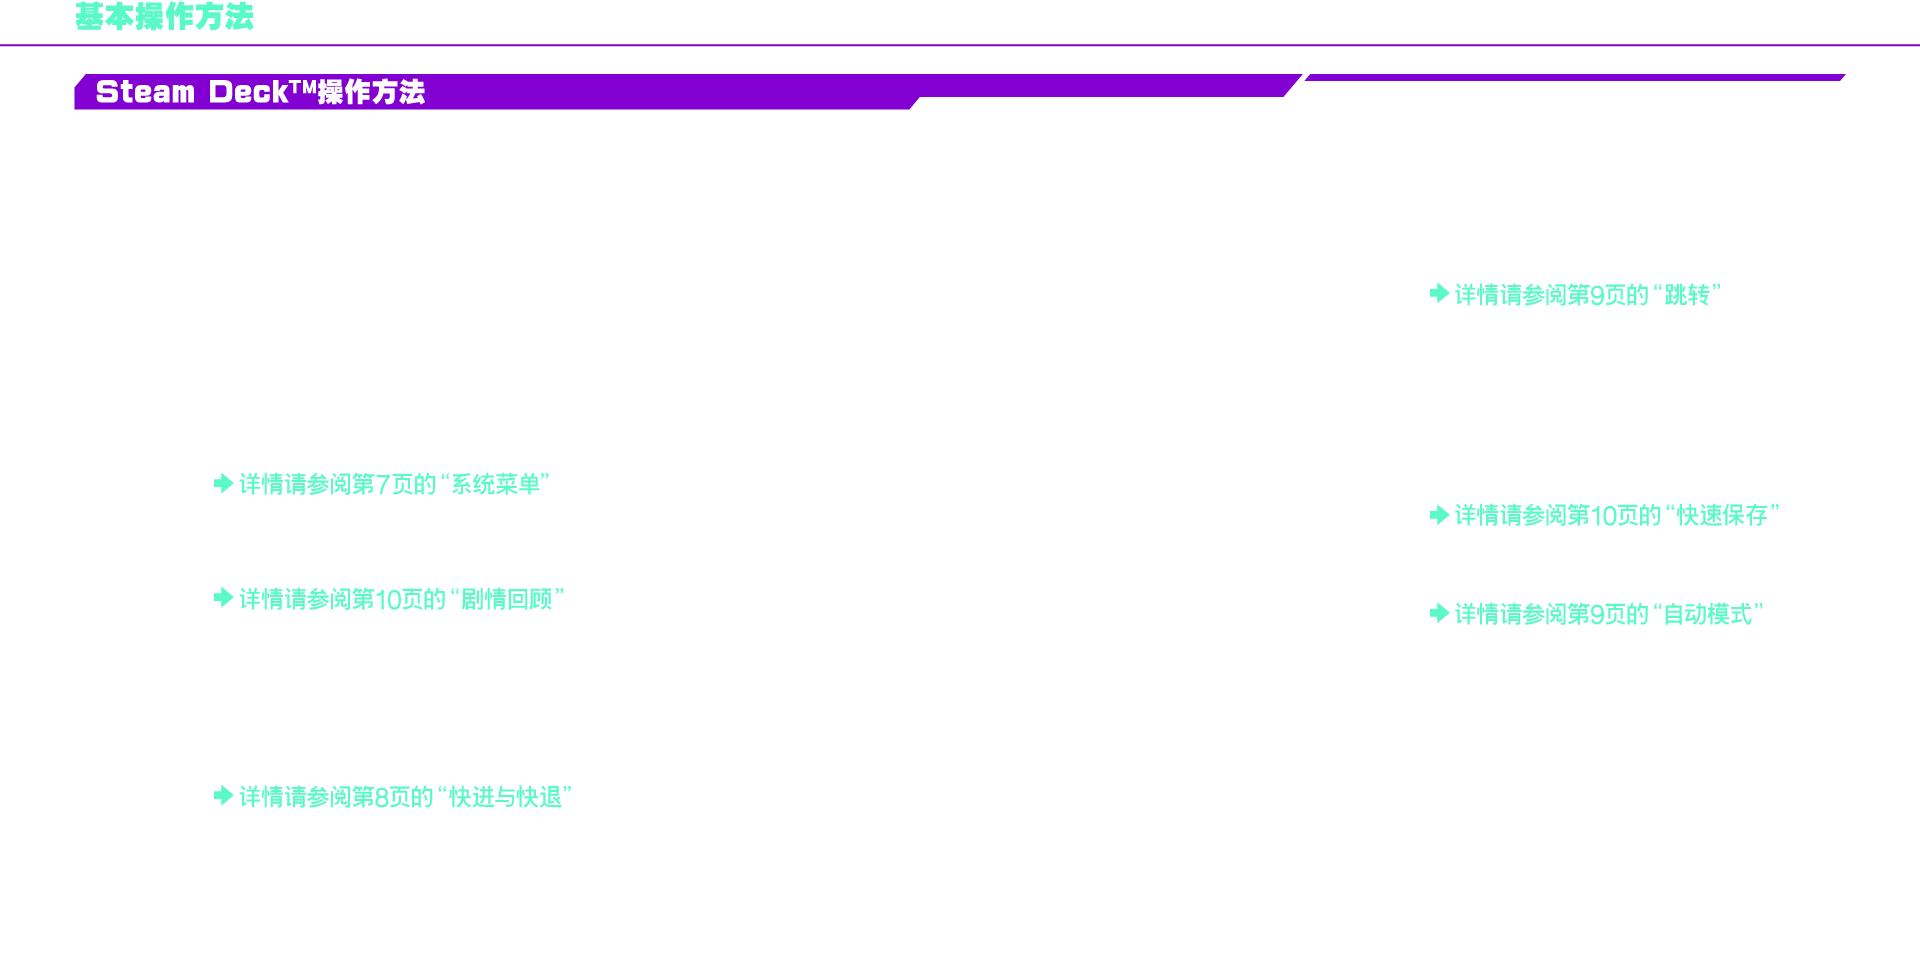 基本操作方法
Steam Deck™操作方法
详情请参阅第7页的“系统菜单”
详情请参阅第10页的“剧情回顾”
详情请参阅第8页的“快进与快退”
详情请参阅第9页的“跳转”
详情请参阅第10页的“快速保存”
详情请参阅第9页的“自动模式”